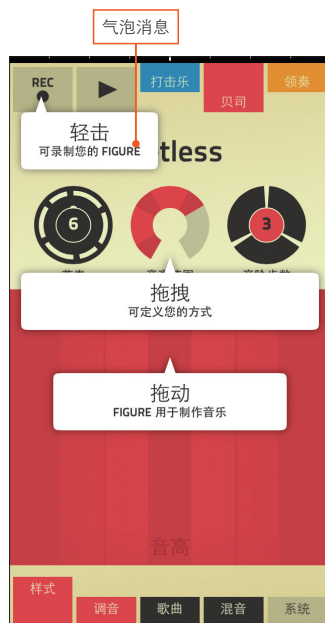 气泡消息
REC
打击乐
贝司
领奏
轻击
可录制您的 FIGURE
tless
6
3
拖拽
可定义您的方式
拖动
FIGURE 用于制作音乐
音高
样式
调音
歌曲
混音
系统